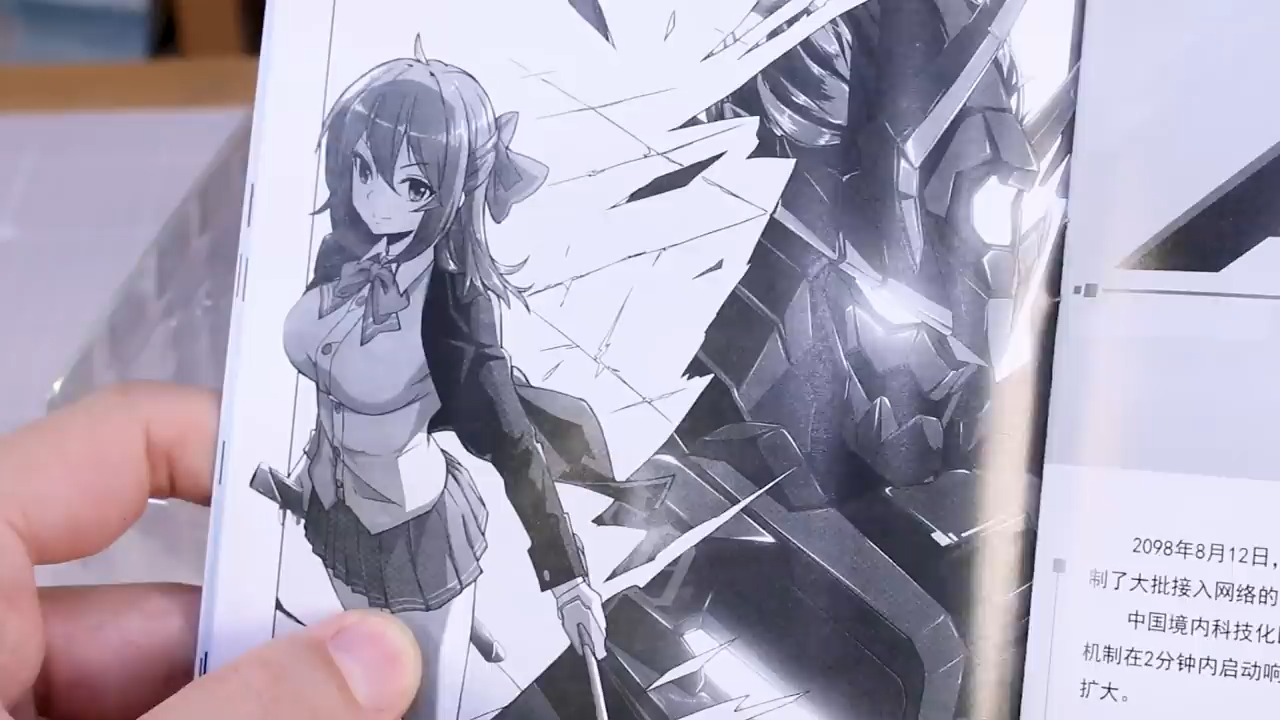 2098年8月12日，
制了大批接入网络的
中国境内科技化
机制在2分钟内启动响
扩大。